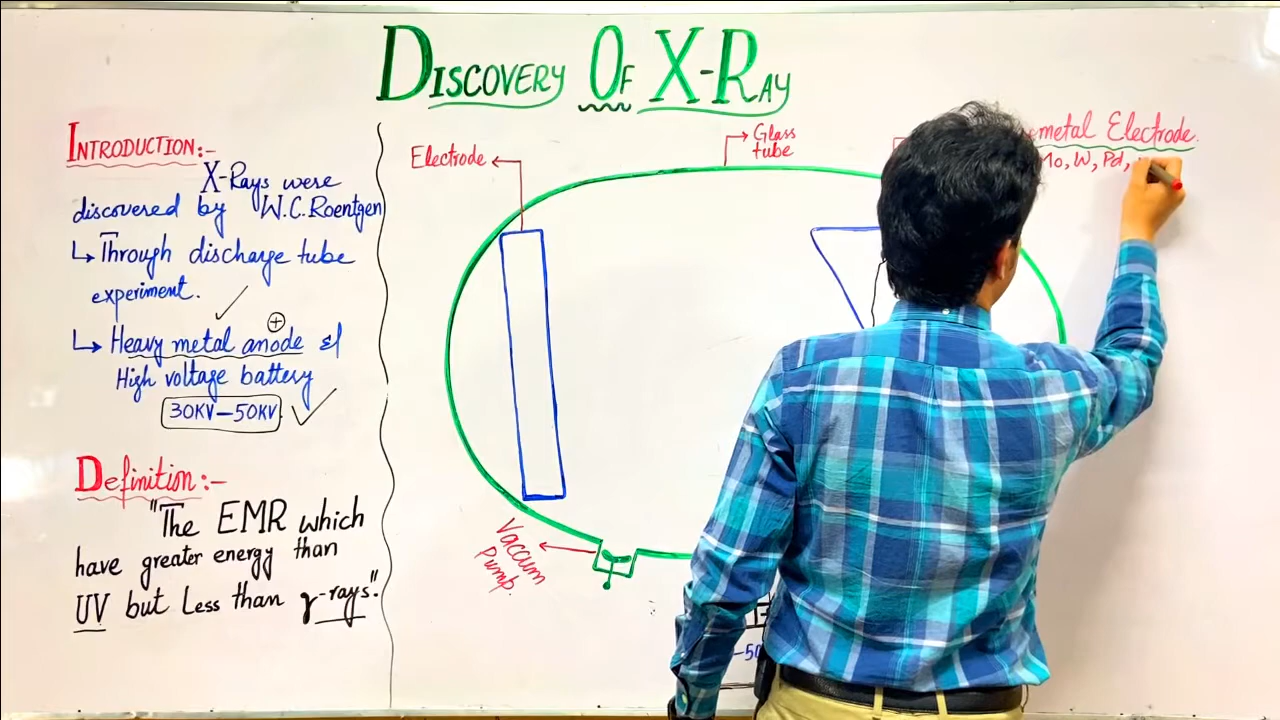 DISCOVERY OF X-RAY
INTRODUCTION:-
X-Rays were
discovered by W.C.Roentgen
↳ Through discharge tube
experiment.
↳ Heavy metal anode &
High voltage battery
30KV-50KV
Definition:-
"The EMR which
have greater energy than
UV but Less than γ-rays".
Electrode
Glass
tube
Vaccum
Pump.
metal Electrode.
Mo, W, Pd,
-50